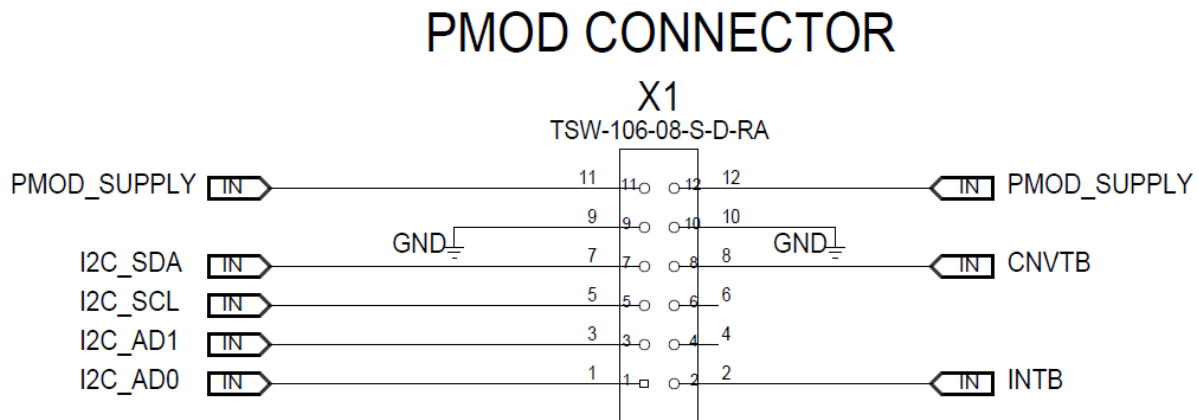 PMOD CONNECTOR
X1
TSW-106-08-S-D-RA
PMOD_SUPPLY IN 11 11 12 12 IN PMOD_SUPPLY
GND 9 9 10 10 GND
I2C_SDA IN 7 7 8 8 IN CNVTB
I2C_SCL IN 5 5 6 6
I2C_AD1 IN 3 3 4 4
I2C_AD0 IN 1 1 2 2 IN INTB